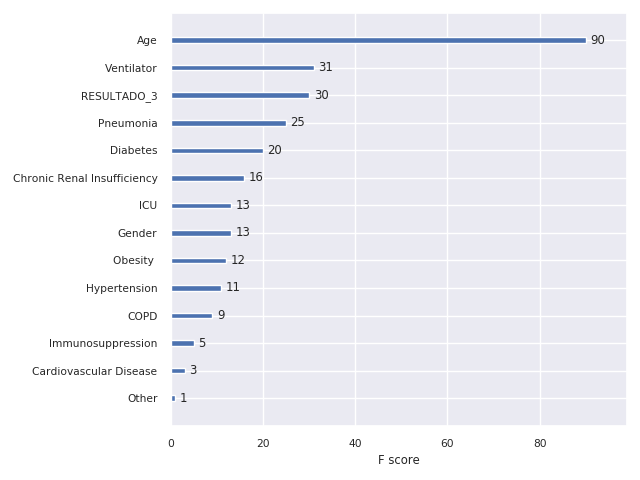 Age 90
Ventilator 31
RESULTADO_3 30
Pneumonia 25
Diabetes 20
Chronic Renal Insufficiency 16
ICU 13
Gender 13
Obesity 12
Hypertension 11
COPD 9
Immunosuppression 5
Cardiovascular Disease 3
Other 1
0 20 40 60 80
F score